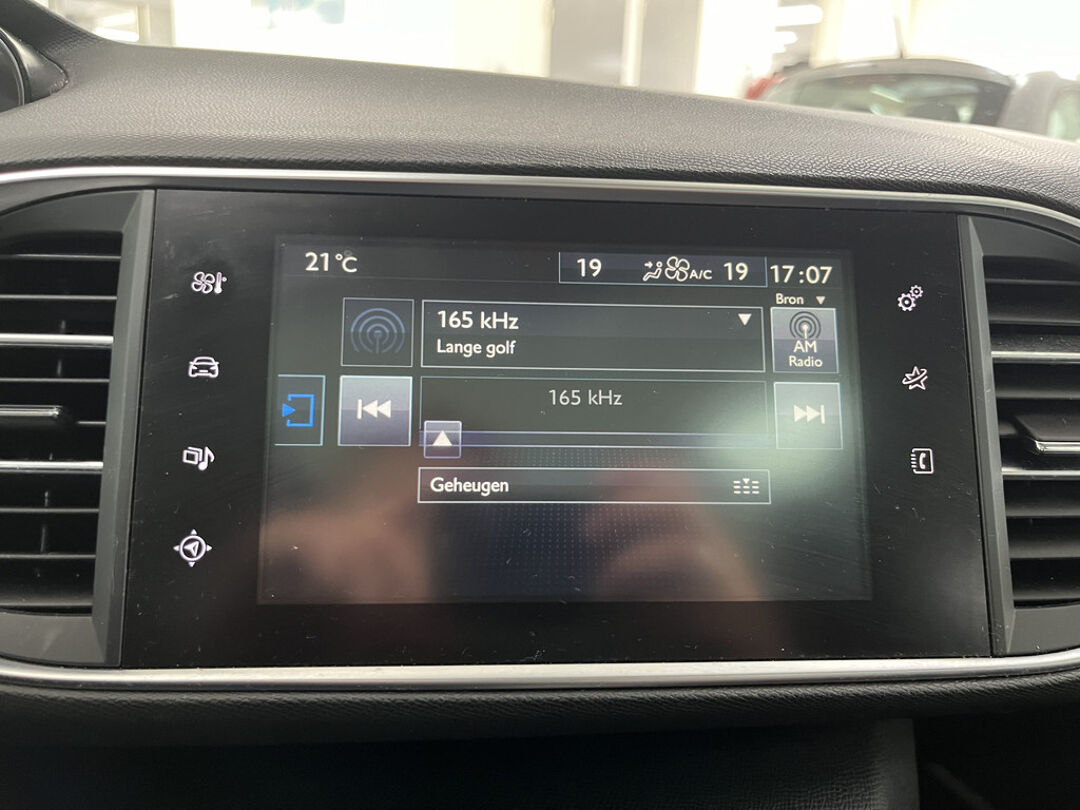 21 °C
19 A/C 19 17:07
Bron
165 kHz
Lange golf
AM
Radio
165 kHz
Geheugen